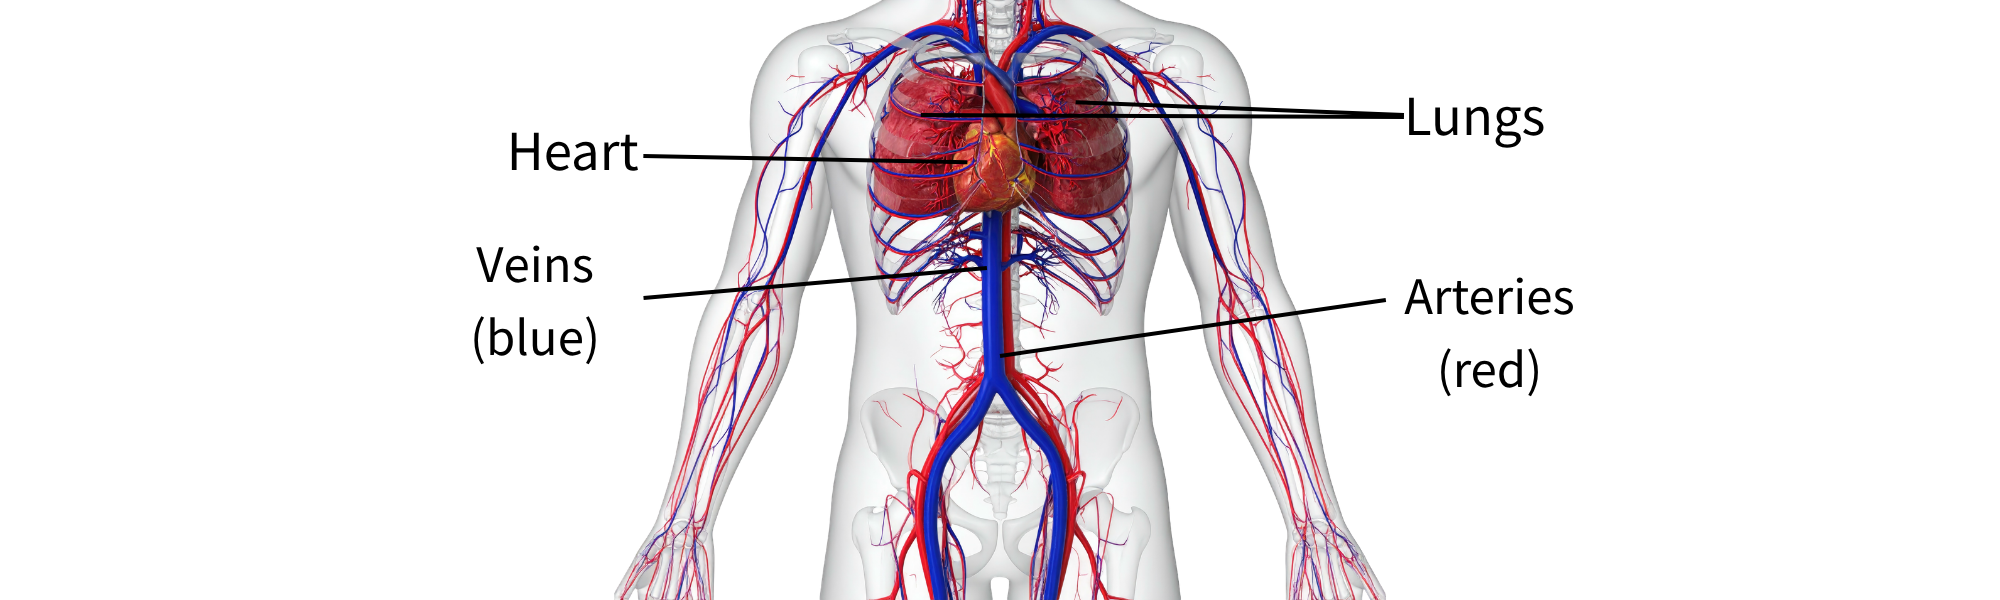 Heart
Lungs
Veins
(blue)
Arteries
(red)